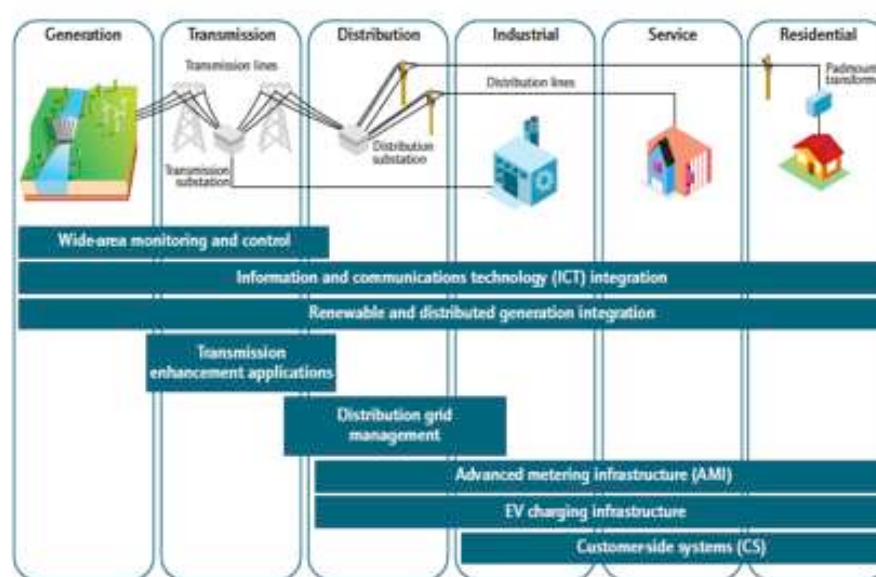 Generation
Transmission
Distribution
Industrial
Service
Residential
Transmission lines
Padmount
transform
Distribution lines
Distribution
substation
Transmission
substation
Wide-area monitoring and control
Information and communications technology (ICT) integration
Renewable and distributed generation integration
Transmission
enhancement applications
Distribution grid
management
Advanced metering infrastructure (AMI)
EV charging infrastructure
Customer-side systems (CS)